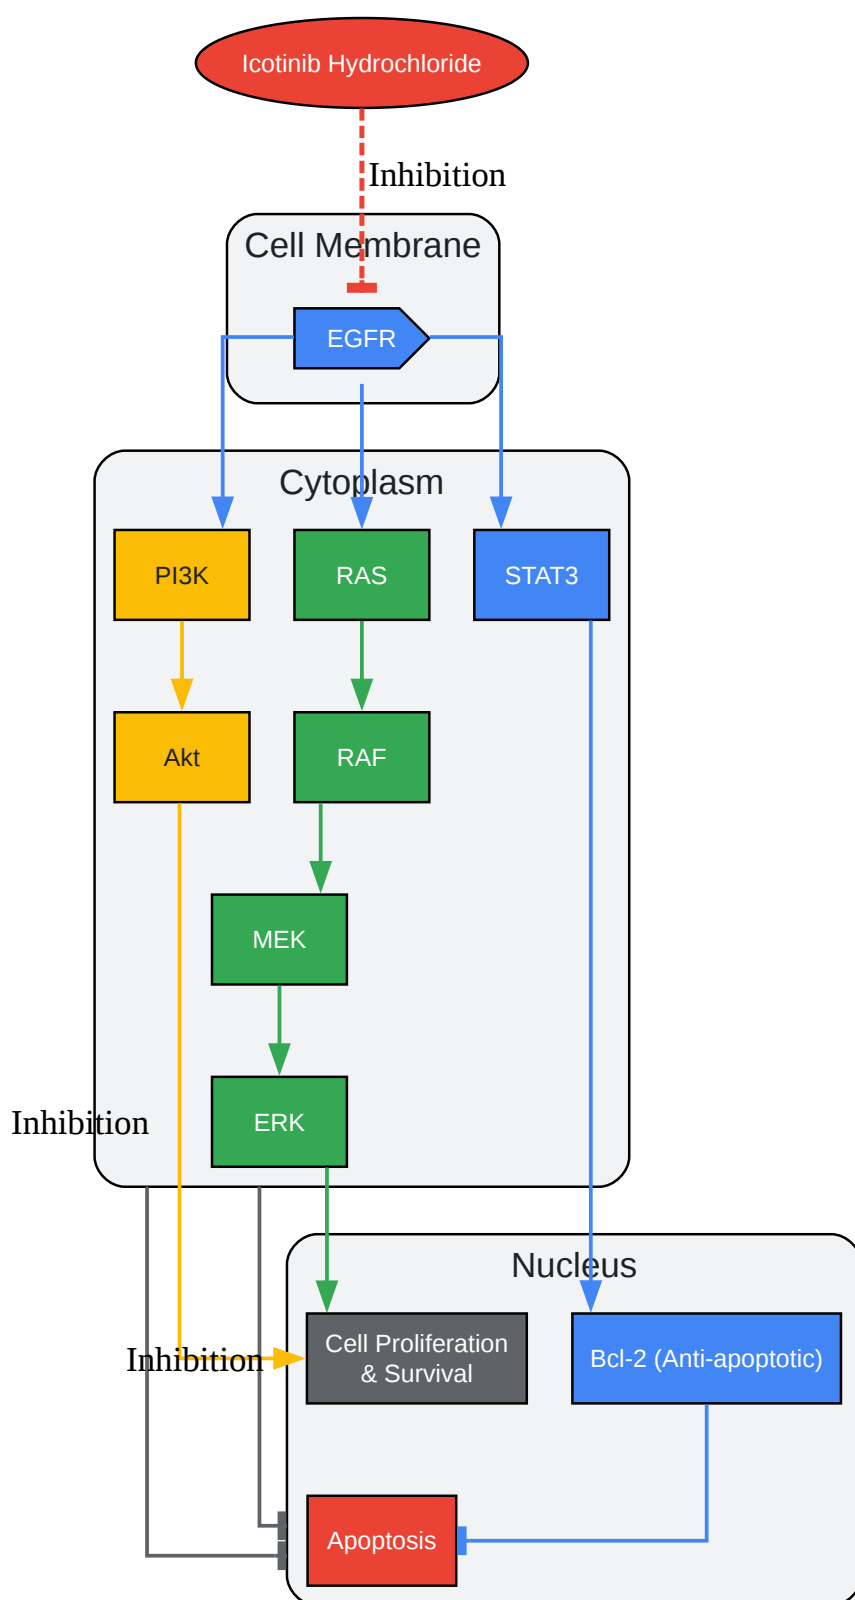 Icotinib Hydrochloride
Inhibition
Cell Membrane
EGFR
Cytoplasm
PI3K
RAS
STAT3
Akt
RAF
MEK
ERK
Inhibition
Nucleus
Inhibition
Cell Proliferation
& Survival
Bcl-2 (Anti-apoptotic)
Apoptosis